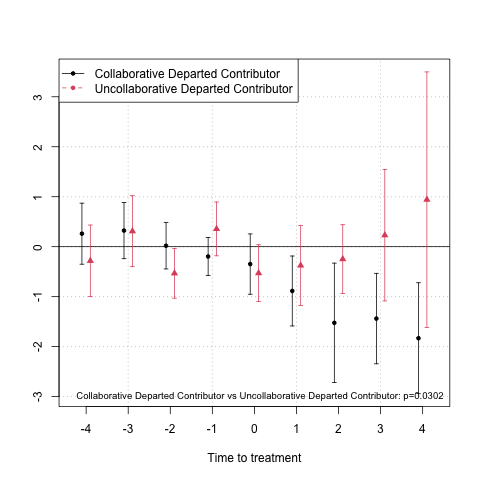 Collaborative Departed Contributor
Uncollaborative Departed Contributor
3
2
1
0
-1
-2
-3
Collaborative Departed Contributor vs Uncollaborative Departed Contributor: p=0.0302
-4 -3 -2 -1 0 1 2 3 4
Time to treatment